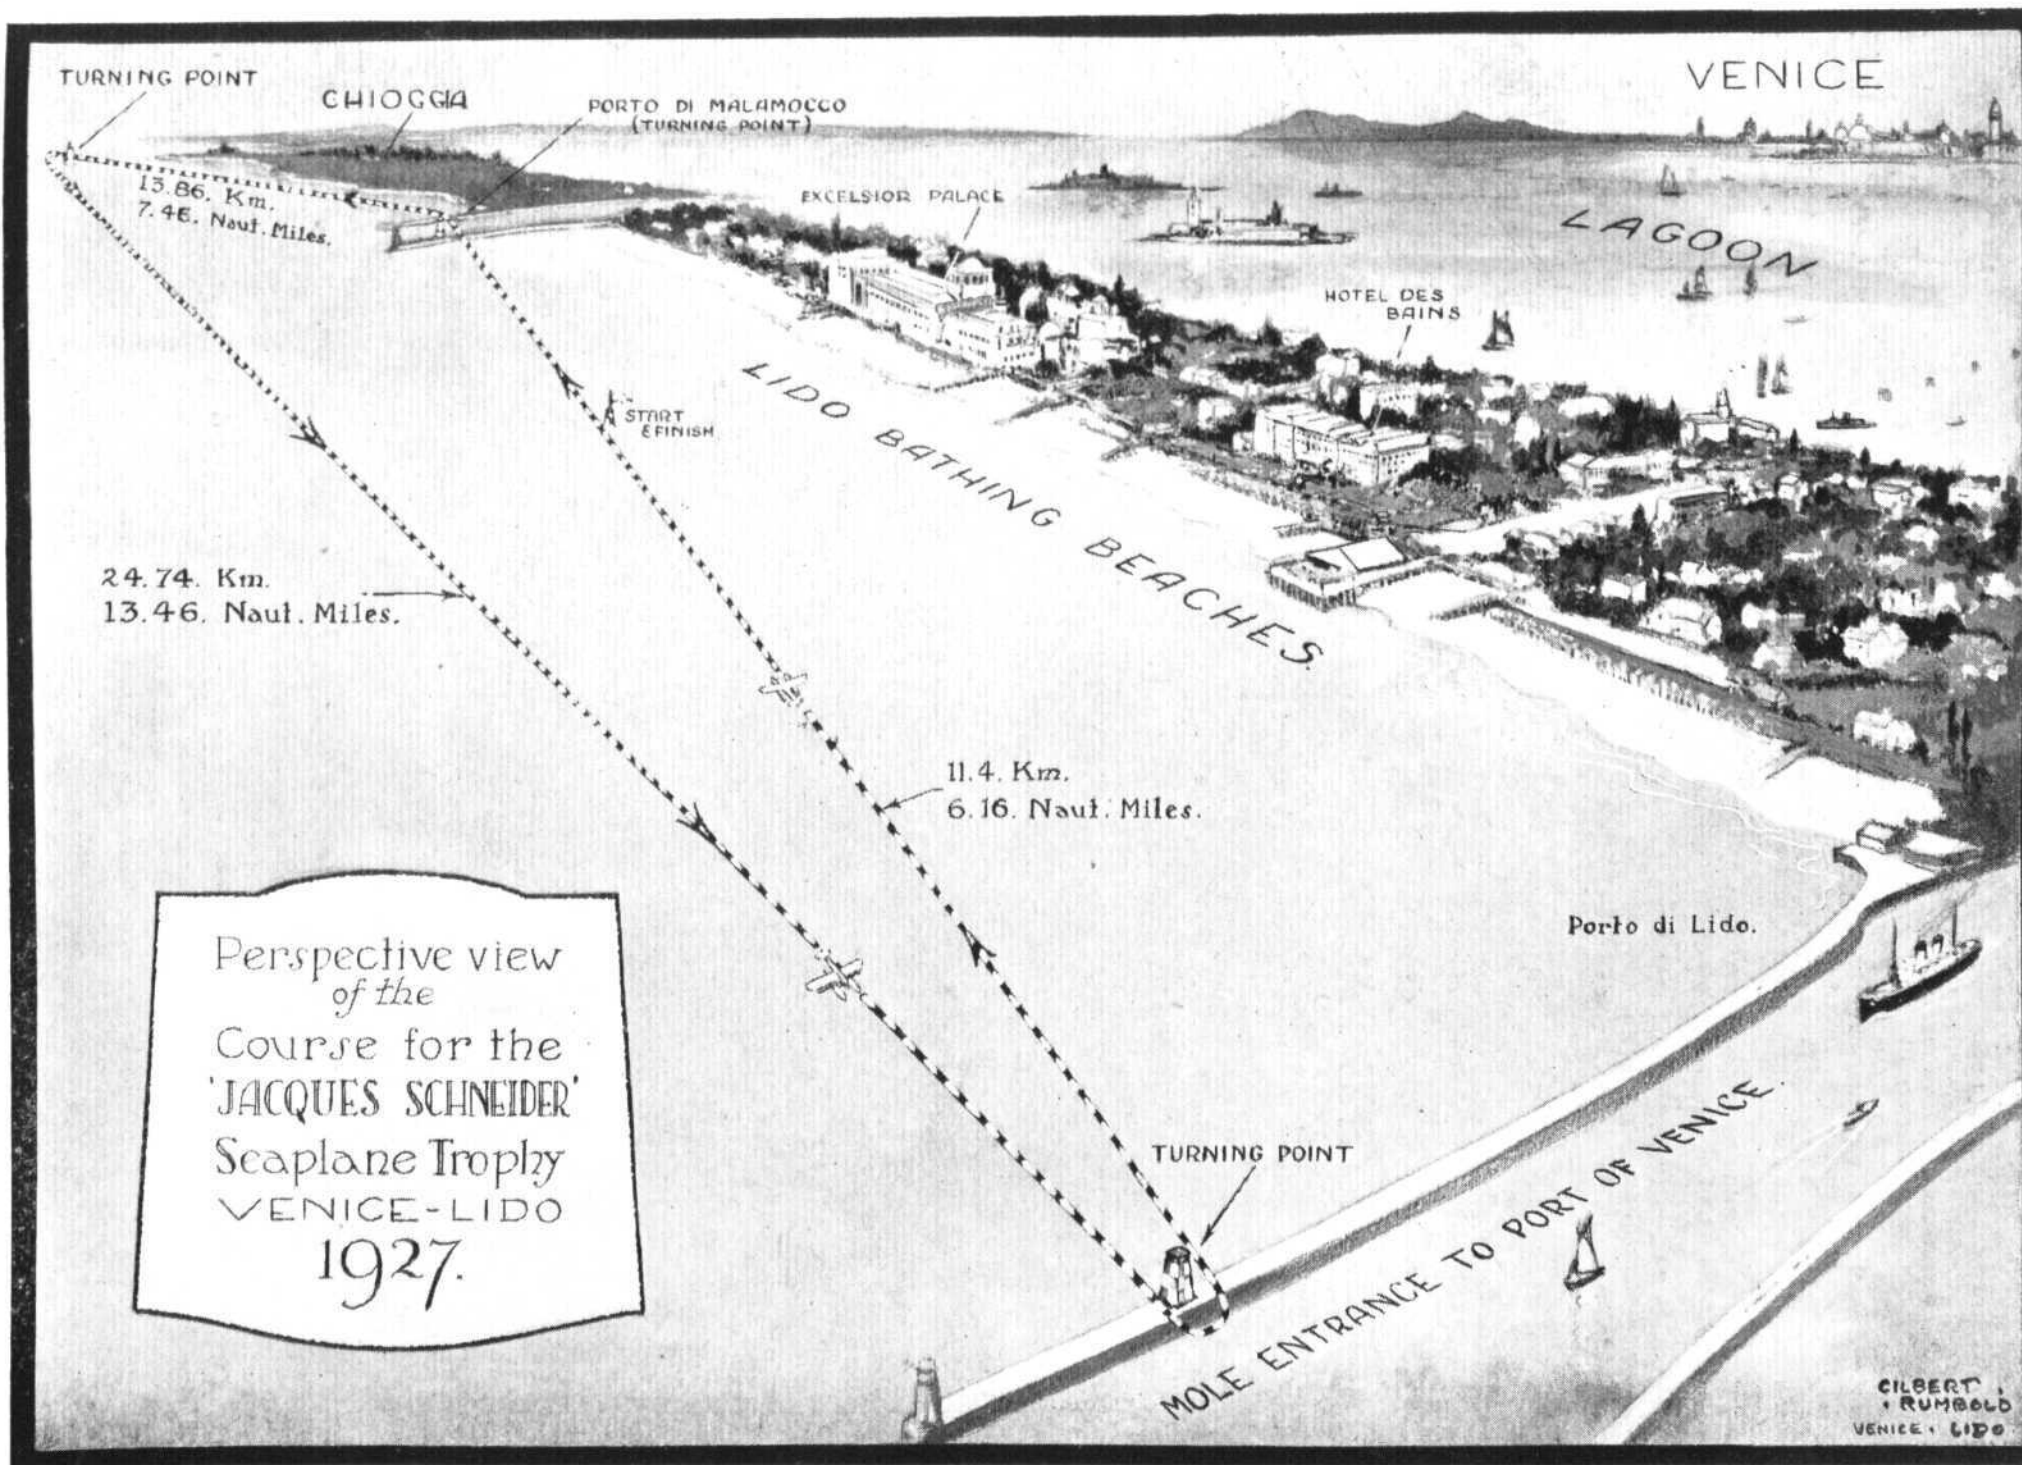 TURNING POINT
CHIOGGIA
PORTO DI MALAMOCCO
(TURNING POINT)
VENICE
13.86. Km.
7.46. Naut. Miles.
EXCELSIOR PALACE
LAGOON
HOTEL DES
BAINS
START
& FINISH
LIDO BATHING BEACHES.
24.74. Km.
13.46. Naut. Miles.
11.4. Km.
6.16. Naut. Miles.
Porto di Lido.
Perspective view
of the
Course for the
'JACQUES SCHNEIDER'
Seaplane Trophy
VENICE-LIDO
1927.
TURNING POINT
MOLE ENTRANCE TO PORT OF VENICE.
GILBERT
RUMBOLD
VENICE. LIDO